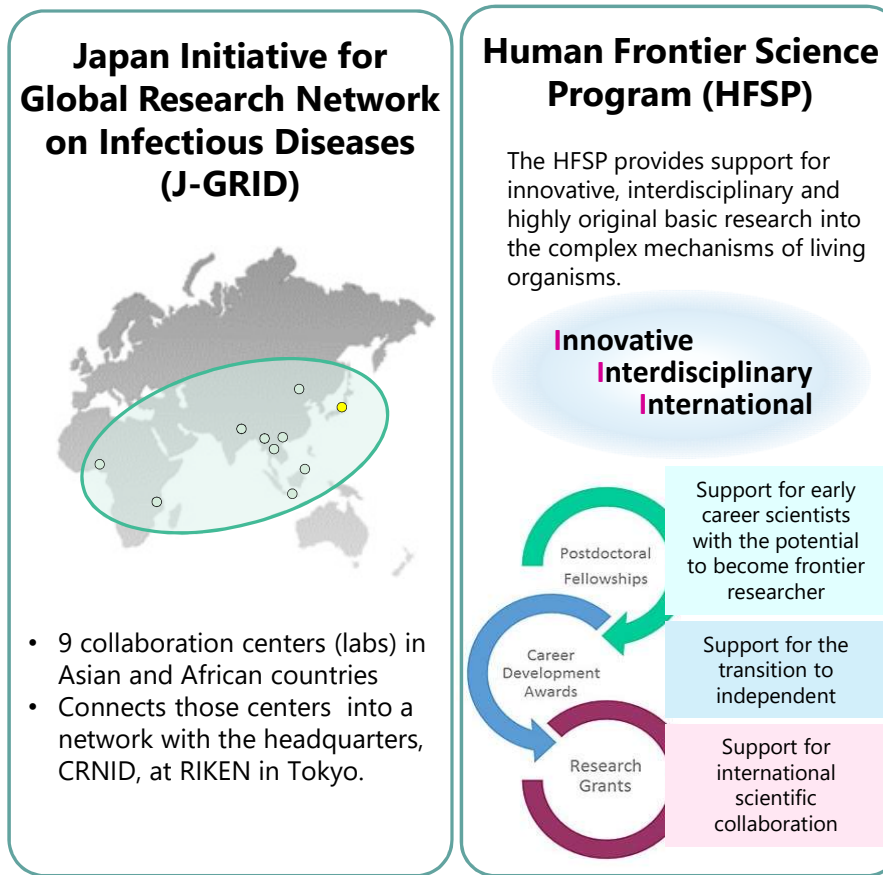 Japan Initiative for
Global Research Network
on Infectious Diseases
(J-GRID)
• 9 collaboration centers (labs) in
Asian and African countries
• Connects those centers into a
network with the headquarters,
CRNID, at RIKEN in Tokyo.
Human Frontier Science
Program (HFSP)
The HFSP provides support for
innovative, interdisciplinary and
highly original basic research into
the complex mechanisms of living
organisms.
Innovative
Interdisciplinary
International
Postdoctoral
Fellowships
Support for early
career scientists
with the potential
to become frontier
researcher
Career
Development
Awards
Support for the
transition to
independent
Research
Grants
Support for
international
scientific
collaboration